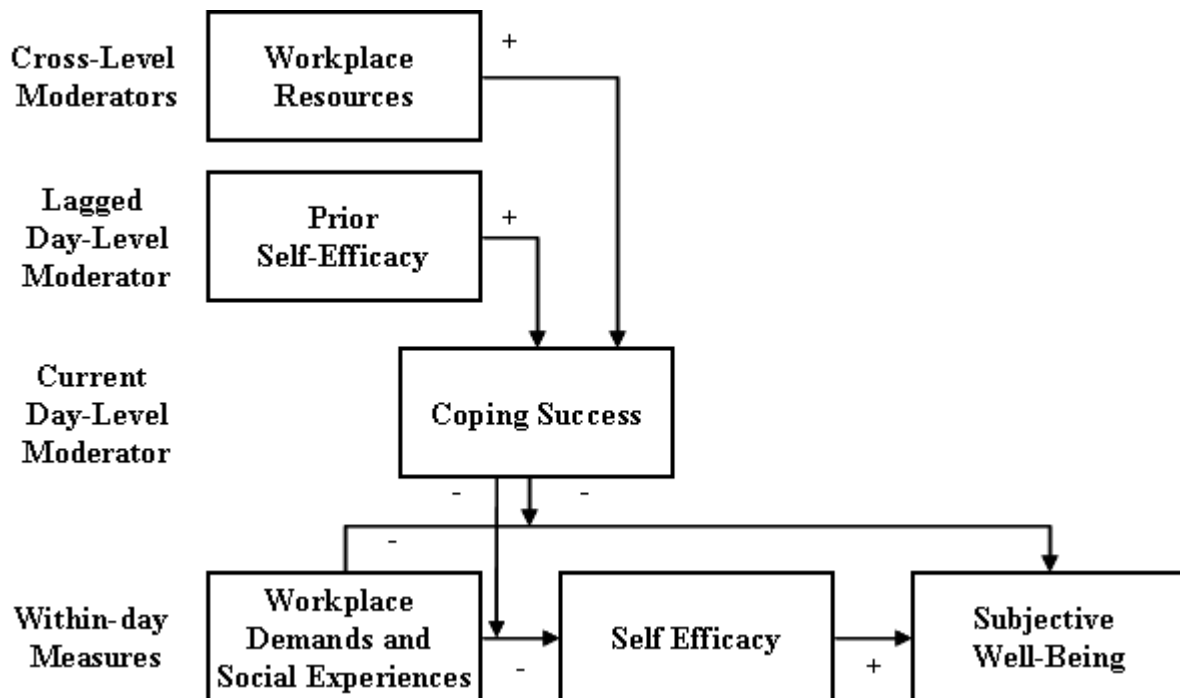 Cross-Level
Moderators
Workplace
Resources
+
Lagged
Day-Level
Moderator
Prior
Self-Efficacy
+
Current
Day-Level
Moderator
Coping Success
-
-
-
Within-day
Measures
Workplace
Demands and
Social Experiences
-
Self Efficacy
+
Subjective
Well-Being